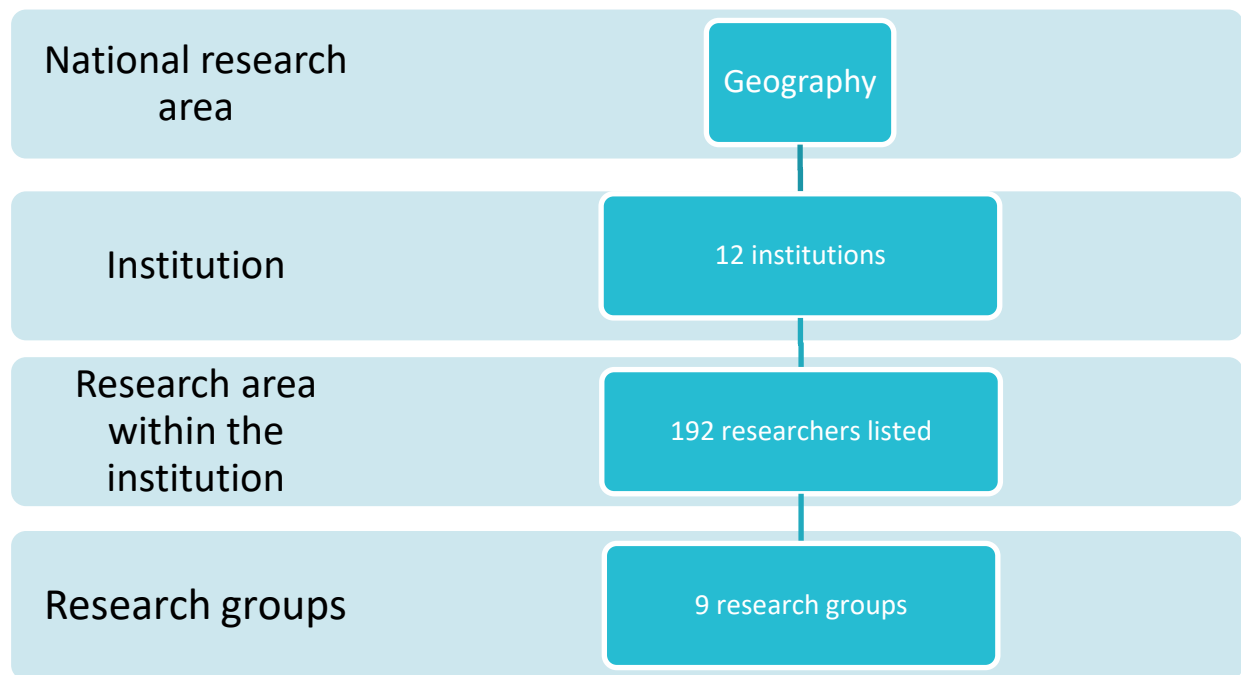 National research
area
Geography
Institution
12 institutions
Research area
within the
institution
192 researchers listed
Research groups
9 research groups